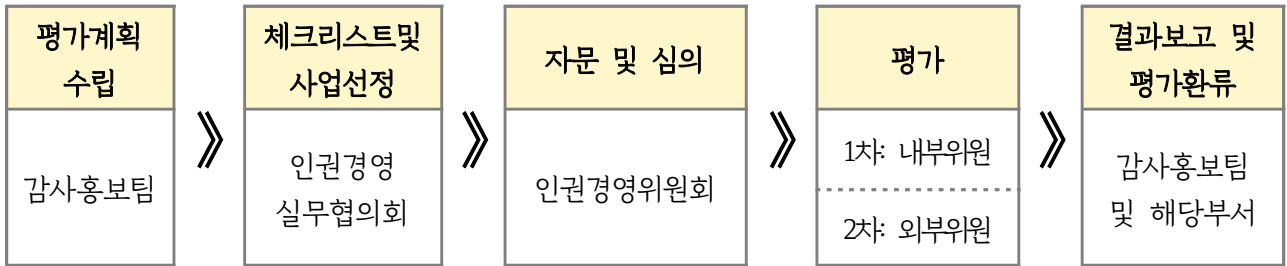 평가계획
수립
감사홍보팀
》
체크리스트및
사업선정
인권경영
실무협의회
》
자문 및 심의
인권경영위원회
》
평가
1차: 내부위원
2차: 외부위원
》
결과보고 및
평가환류
감사홍보팀
및 해당부서